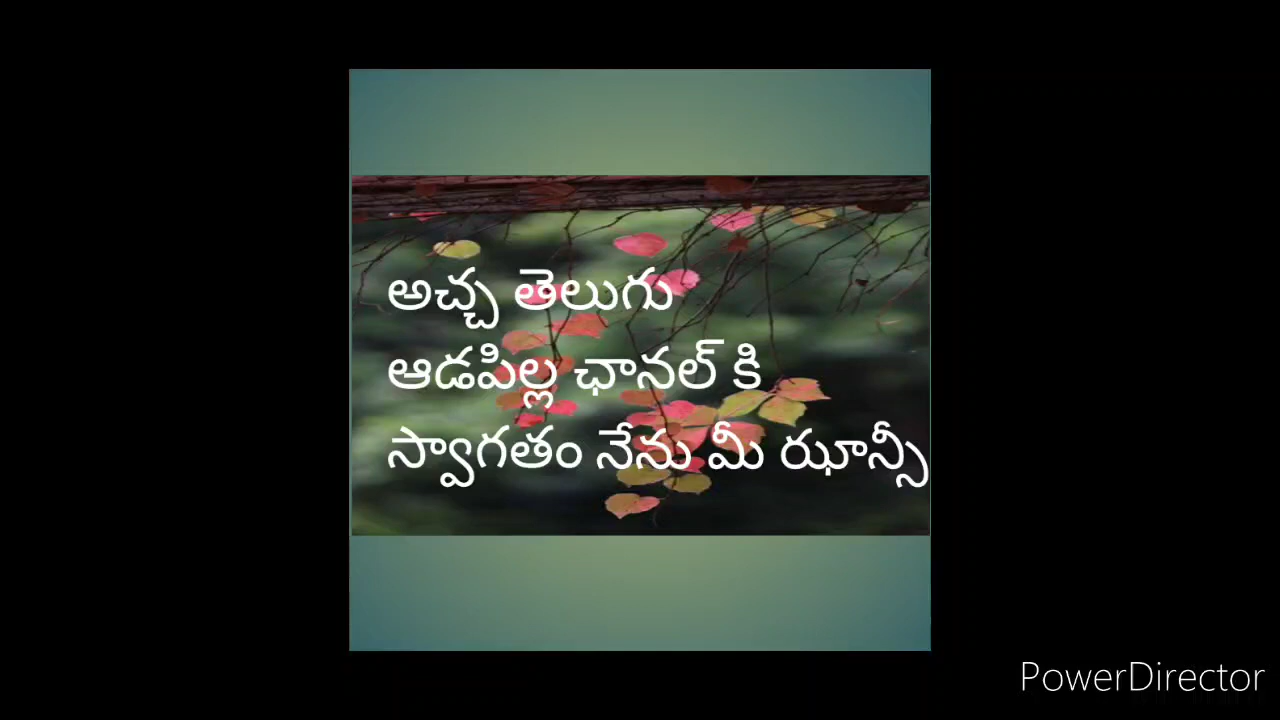 అచ్చ తెలుగు
ఆడపిల్ల ఛానల్ కి
స్వాగతం నేను మీ ఝాన్సీ
PowerDirector